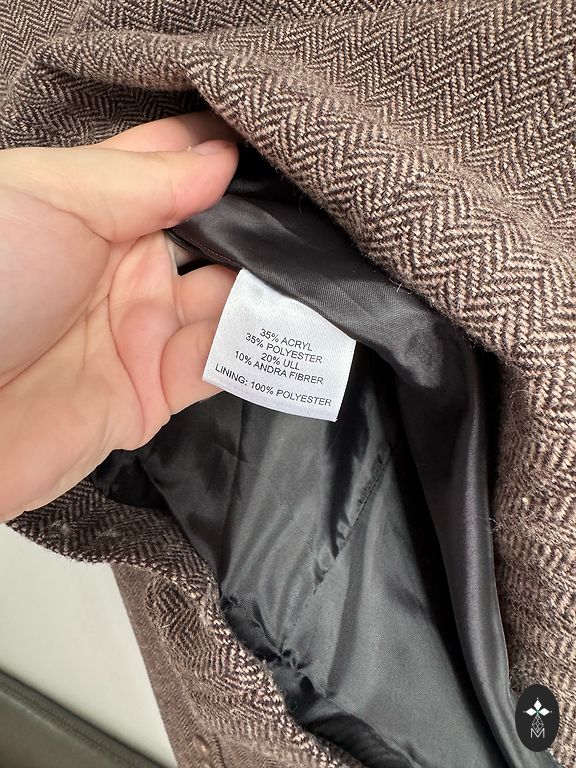 35% ACRYL
35% POLYESTER
20% ULL
10% ANDRA FIBRER
LINING: 100% POLYESTER